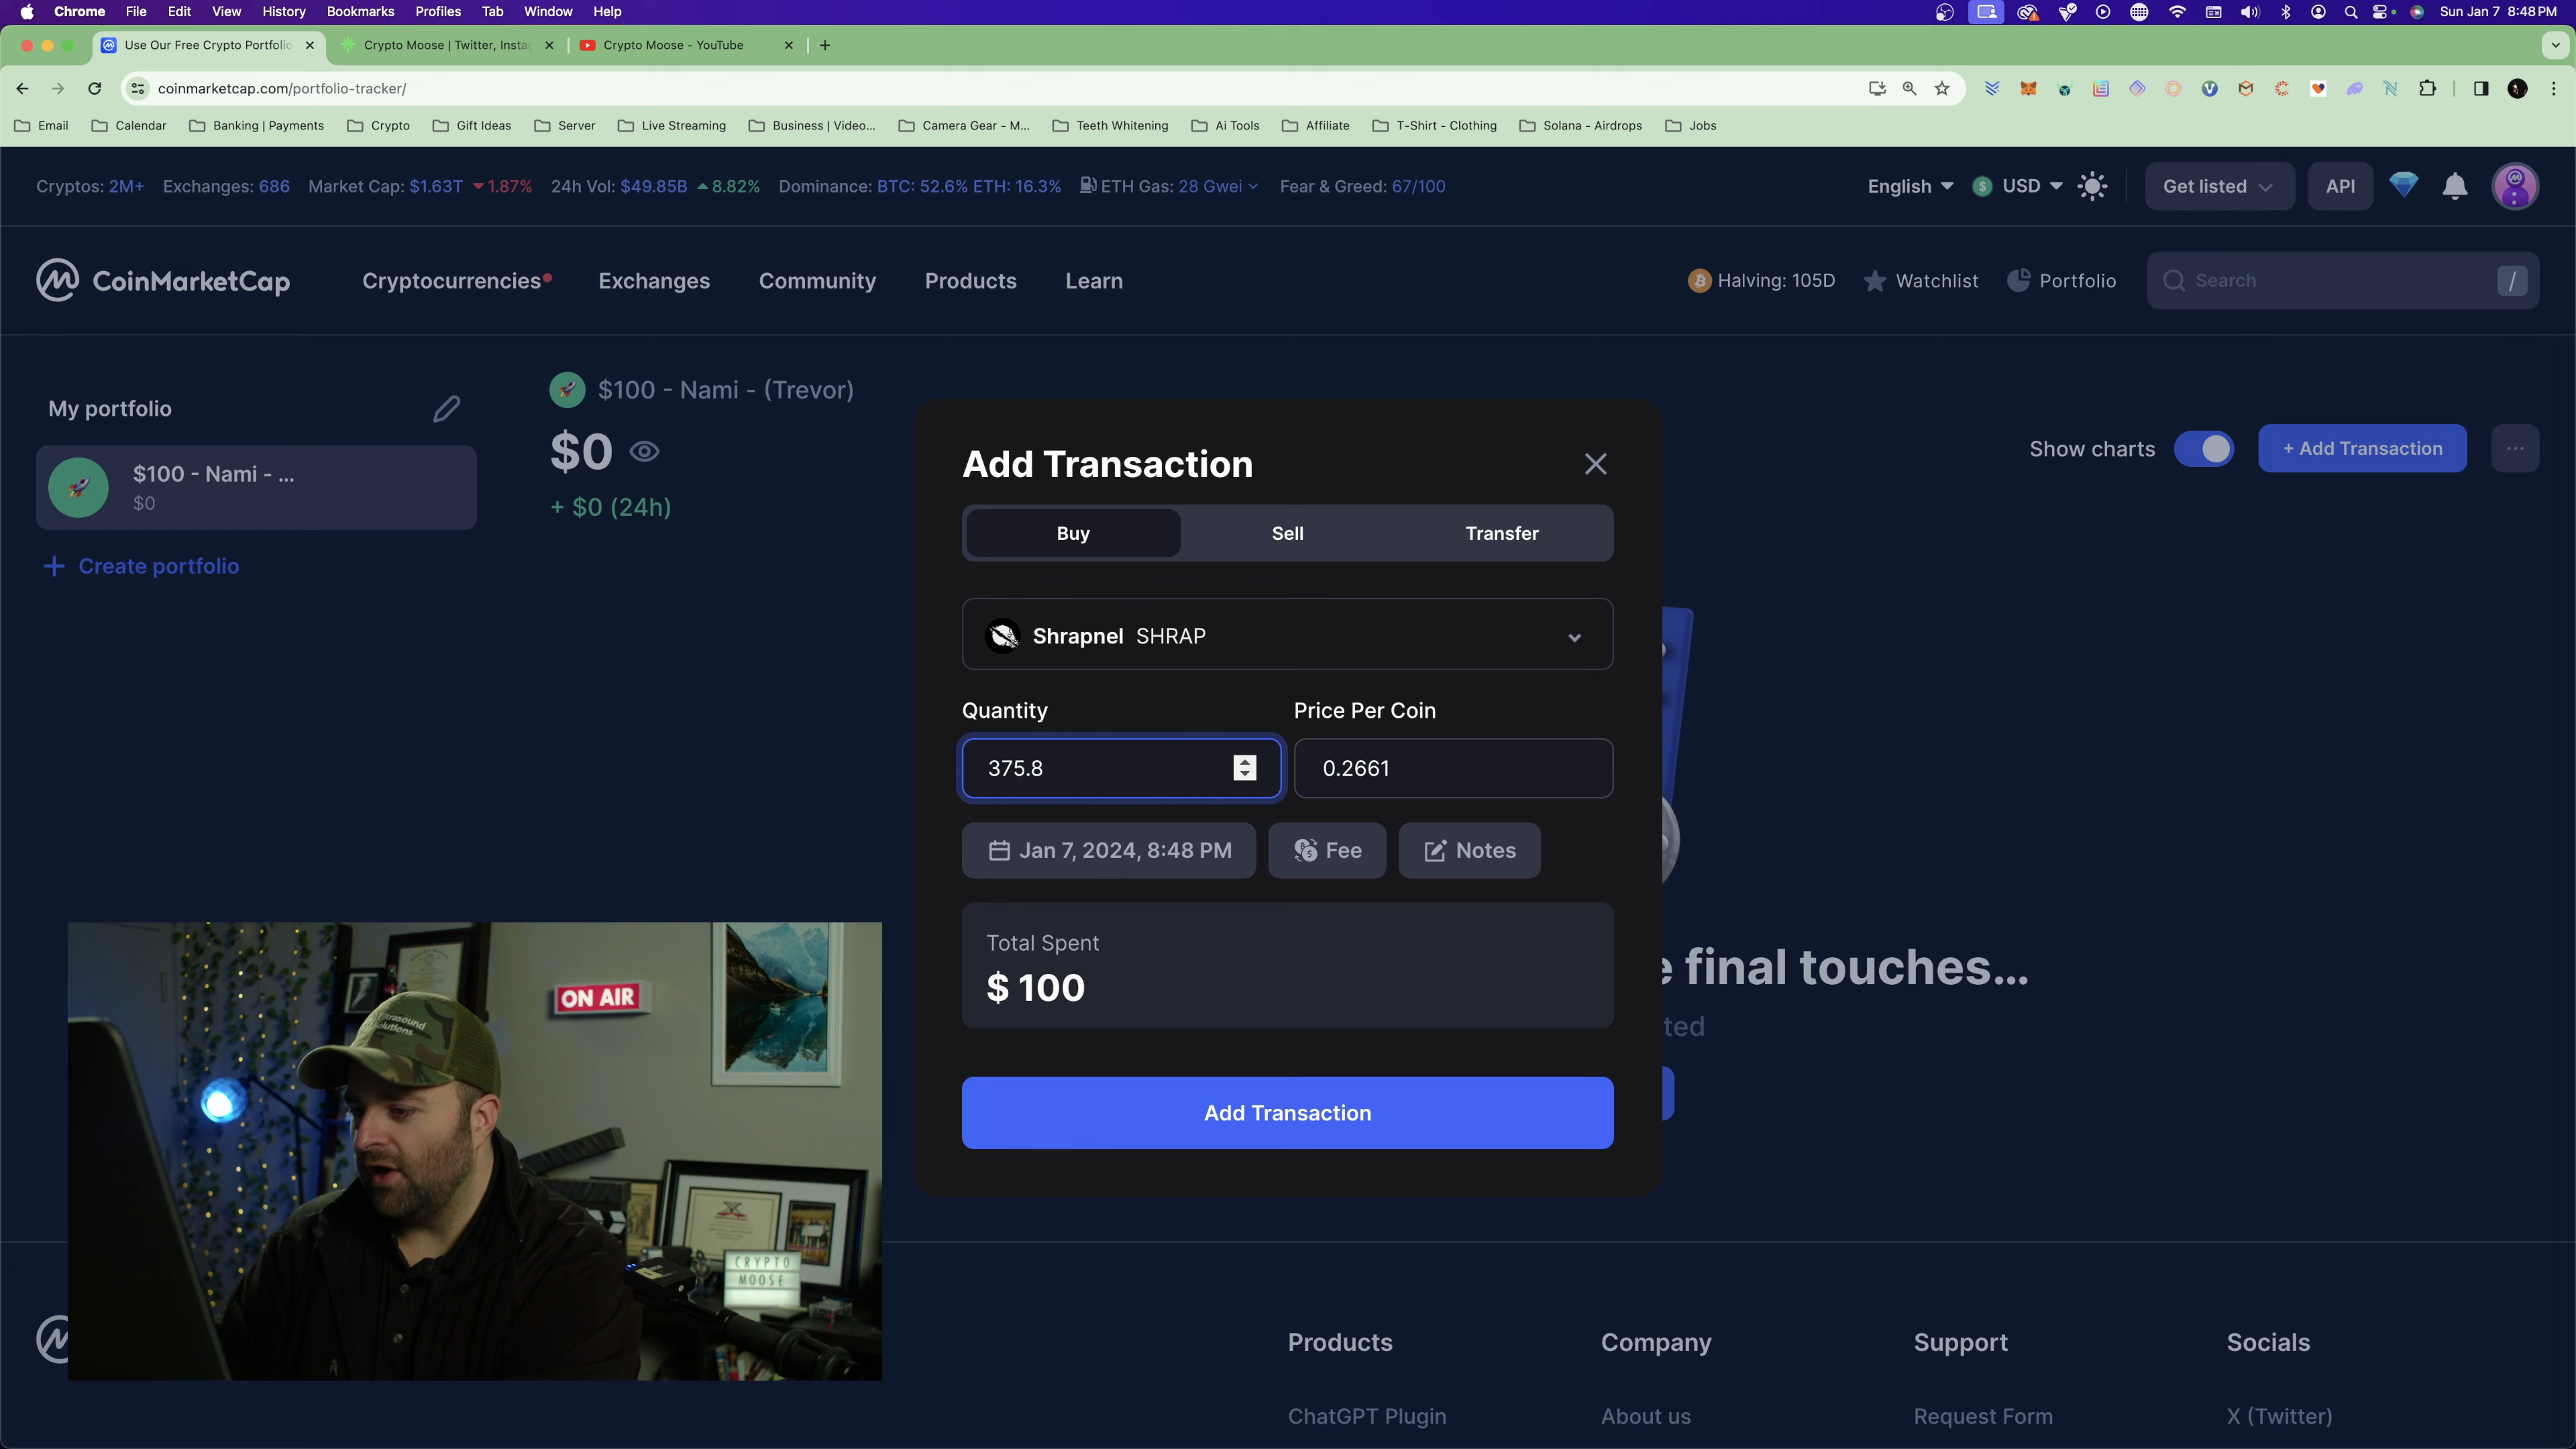 Chrome File Edit View History Bookmarks Profiles Tab Window Help Sun Jan 7 8:48 PM
Use Our Free Crypto Portfolio Crypto Moose | Twitter, Insta Crypto Moose - YouTube
coinmarketcap.com/portfolio-tracker/
Email Calendar Banking | Payments Crypto Gift Ideas Server Live Streaming Business | Video... Camera Gear - M... Teeth Whitening Ai Tools Affiliate T-Shirt - Clothing Solana - Airdrops Jobs
Cryptos: 2M+ Exchanges: 686 Market Cap: $1.63T 1.87% 24h Vol: $49.85B 8.82% Dominance: BTC: 52.6% ETH: 16.3% ETH Gas: 28 Gwei Fear & Greed: 67/100 English USD Get listed API
CoinMarketCap Cryptocurrencies Exchanges Community Products Learn Halving: 105D Watchlist Portfolio Search /
My portfolio
$100 - Nami - ...
$0
+ Create portfolio
$100 - Nami - (Trevor)
$0
+ $0 (24h)
Show charts + Add Transaction ...
Add Transaction
Buy Sell Transfer
Shrapnel SHRAP
Quantity Price Per Coin
375.8 0.2661
Jan 7, 2024, 8:48 PM Fee Notes
Total Spent
$ 100
Add Transaction
final touches...
ted
ON AIR
CRYPTO
MOOSE
Products Company Support Socials
ChatGPT Plugin About us Request Form X (Twitter)